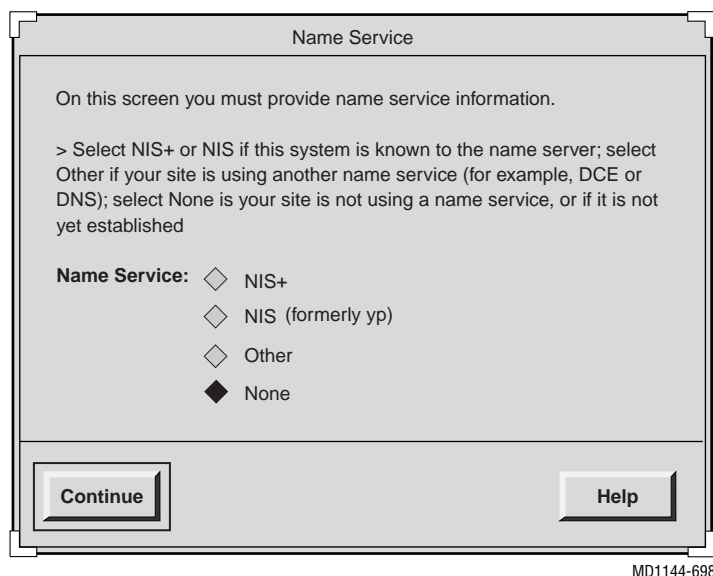 Name Service
On this screen you must provide name service information.
> Select NIS+ or NIS if this system is known to the name server; select
Other if your site is using another name service (for example, DCE or
DNS); select None is your site is not using a name service, or if it is not
yet established
Name Service: NIS+
NIS (formerly yp)
Other
None
Continue Help
MD1144-698